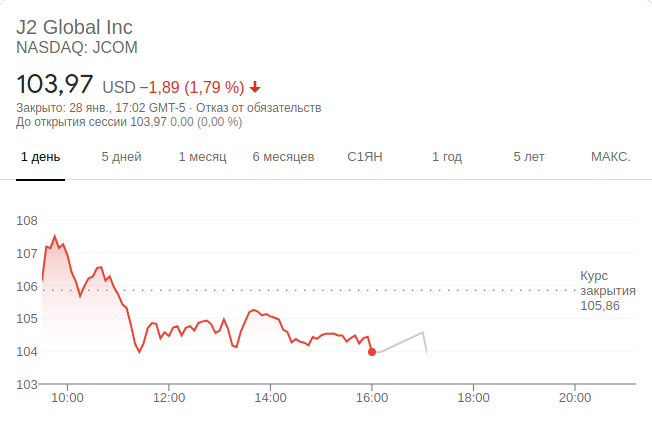 J2 Global Inc
NASDAQ: JCOM
103,97 USD −1,89 (1,79 %)
Закрыто: 28 янв., 17:02 GMT-5 · Отказ от обязательств
До открытия сессии 103,97 0,00 (0,00 %)
1 день 5 дней 1 месяц 6 месяцев С1ЯН 1 год 5 лет МАКС.
108
107
106
105
104
103
Курс
закрытия
105,86
10:00 12:00 14:00 16:00 18:00 20:00